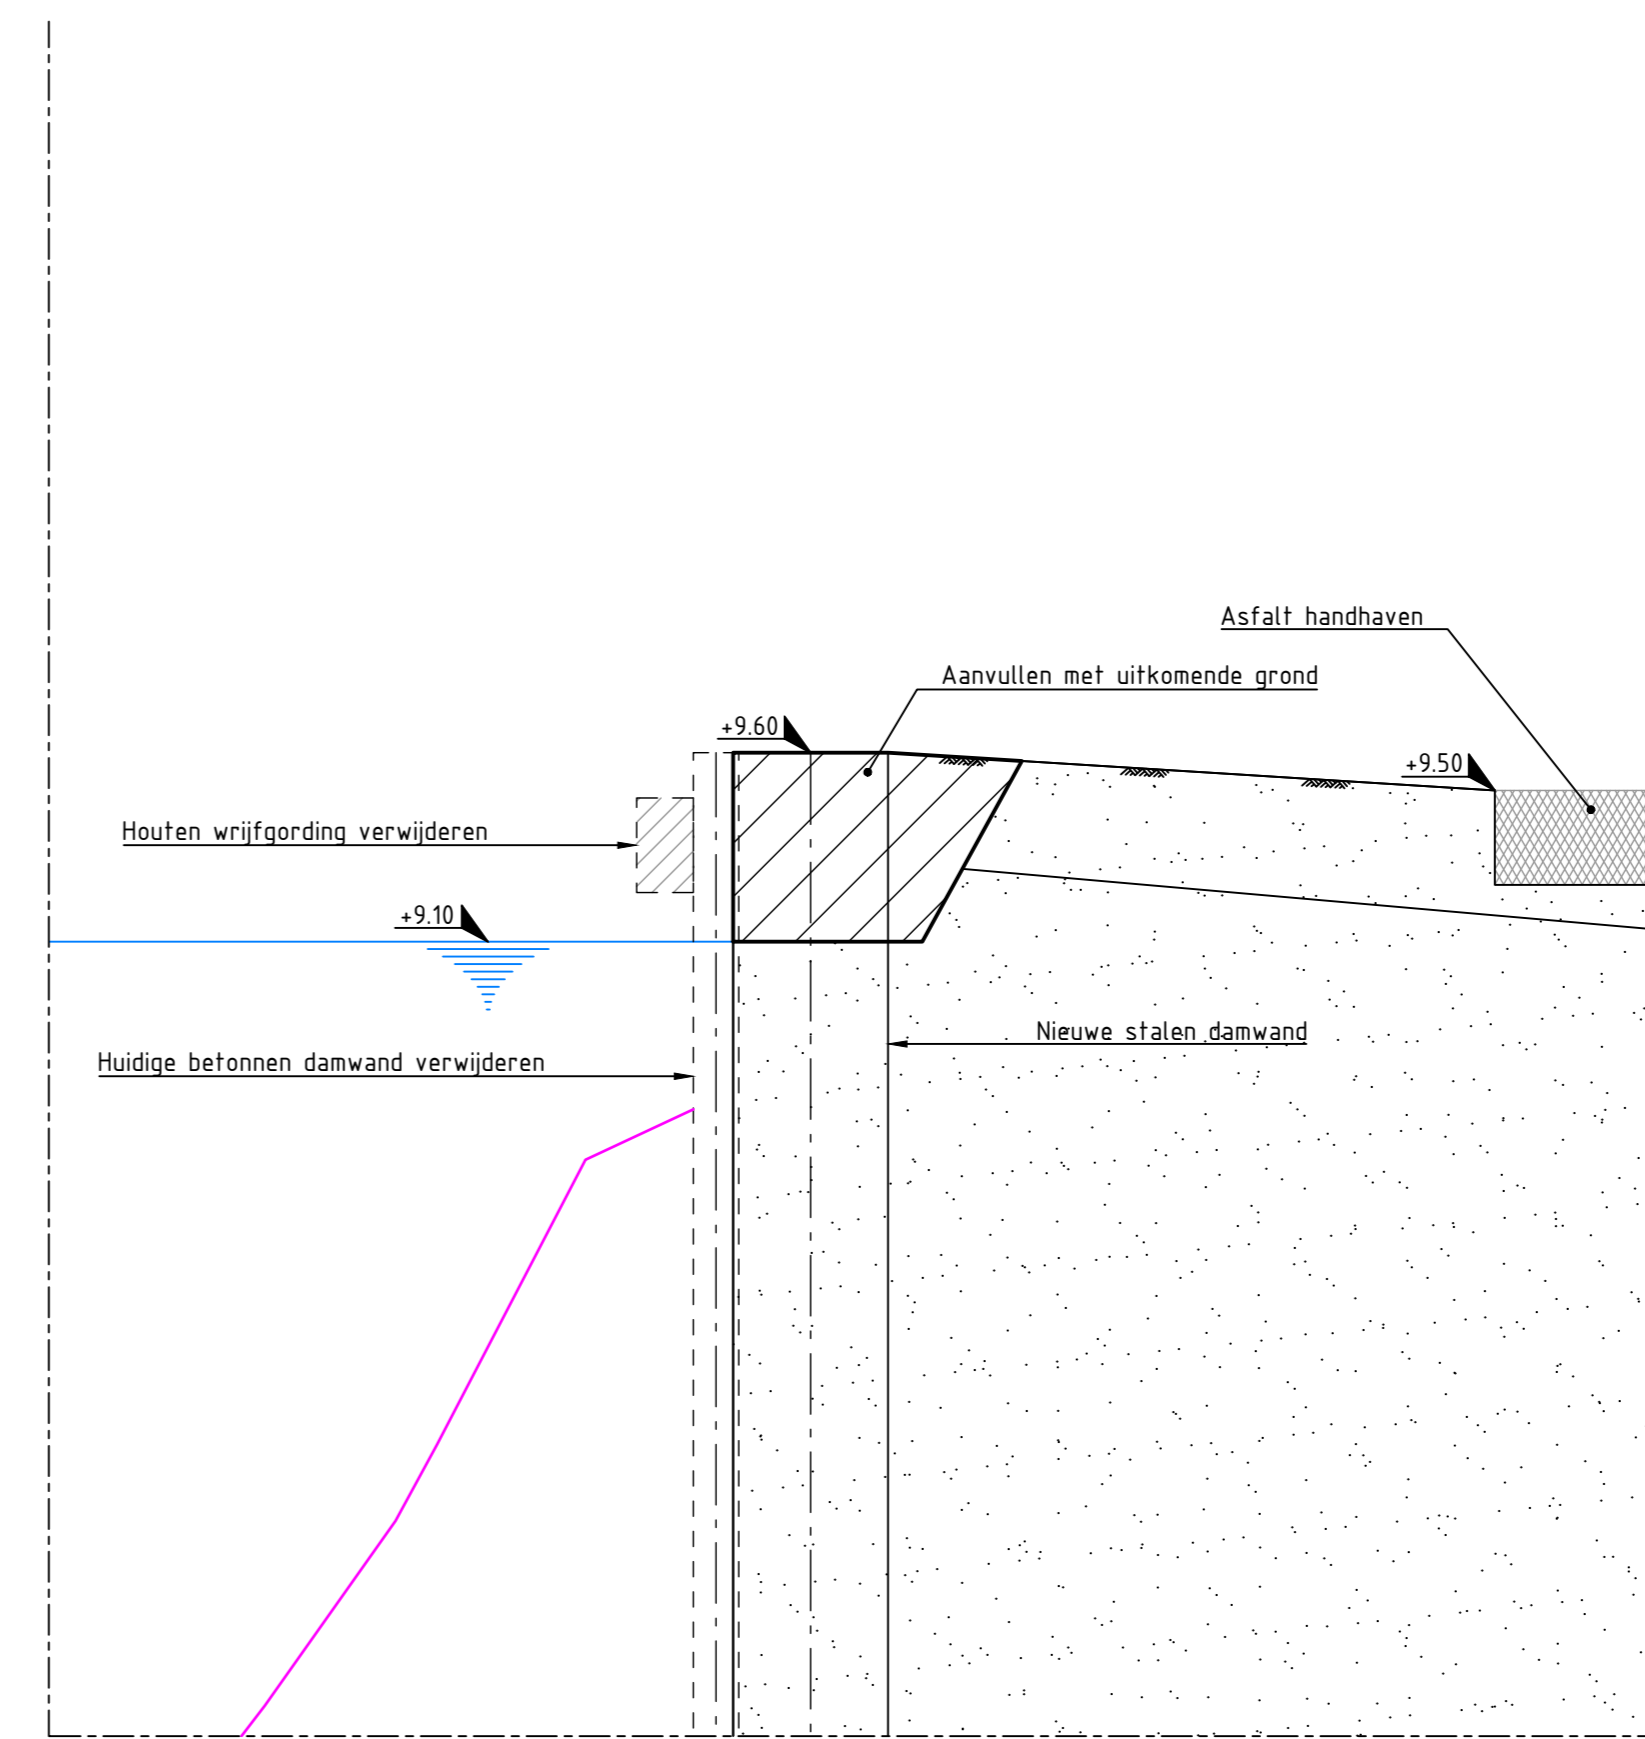 Asfalt handhaven
Aanvullen met uitkomende grond
+9.60
+9.50
Houten wrijfgording verwijderen
+9.10
Nieuwe stalen damwand
Huidige betonnen damwand verwijderen